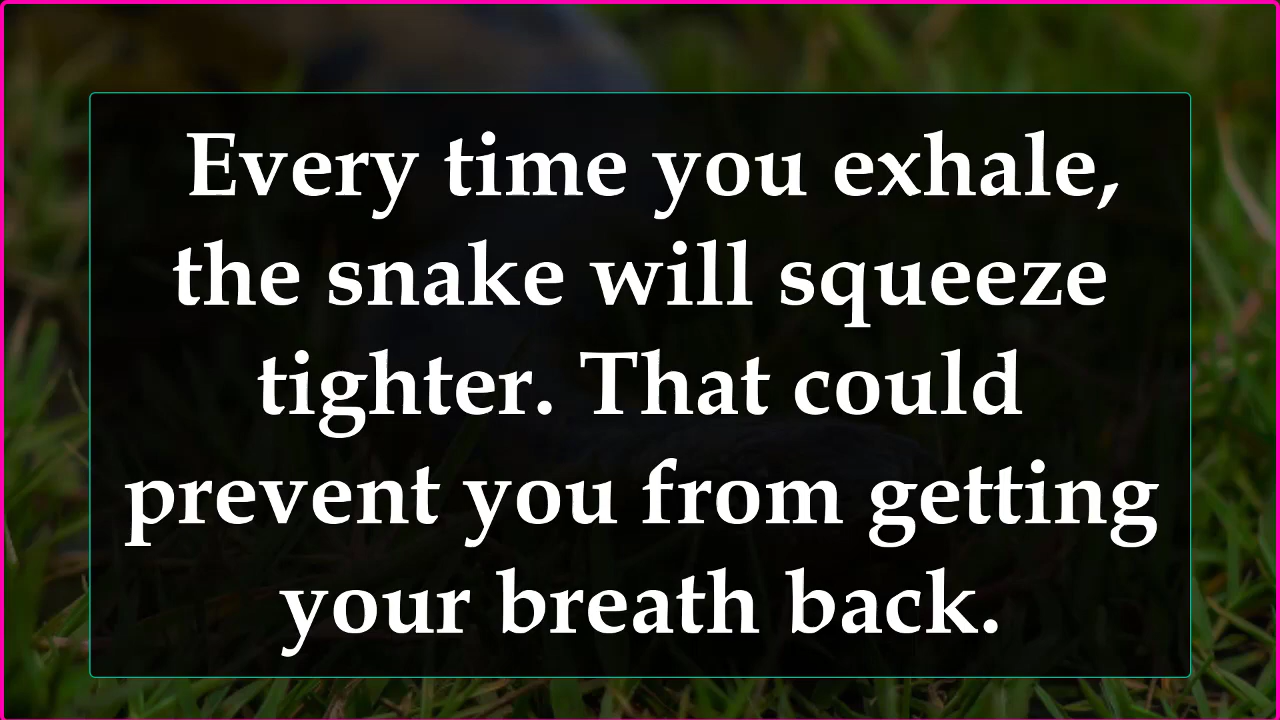 Every time you exhale,
the snake will squeeze
tighter. That could
prevent you from getting
your breath back.